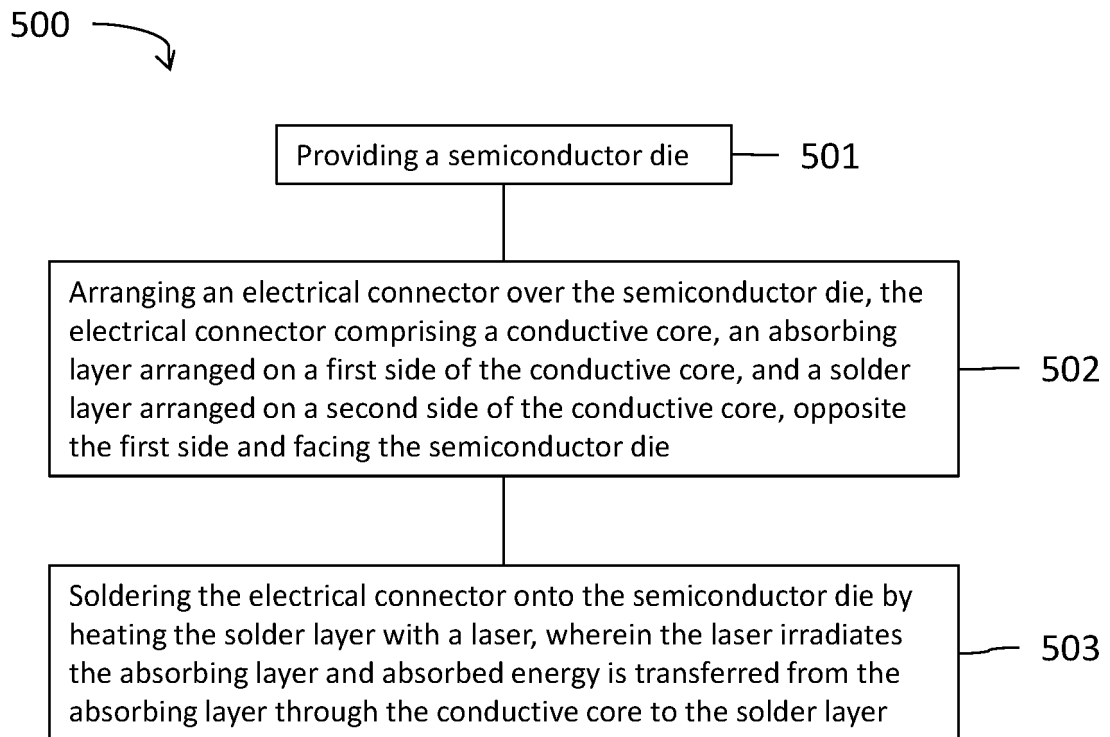 500
Providing a semiconductor die
501
Arranging an electrical connector over the semiconductor die, the
electrical connector comprising a conductive core, an absorbing
layer arranged on a first side of the conductive core, and a solder
layer arranged on a second side of the conductive core, opposite
the first side and facing the semiconductor die
502
Soldering the electrical connector onto the semiconductor die by
heating the solder layer with a laser, wherein the laser irradiates
the absorbing layer and absorbed energy is transferred from the
absorbing layer through the conductive core to the solder layer
503